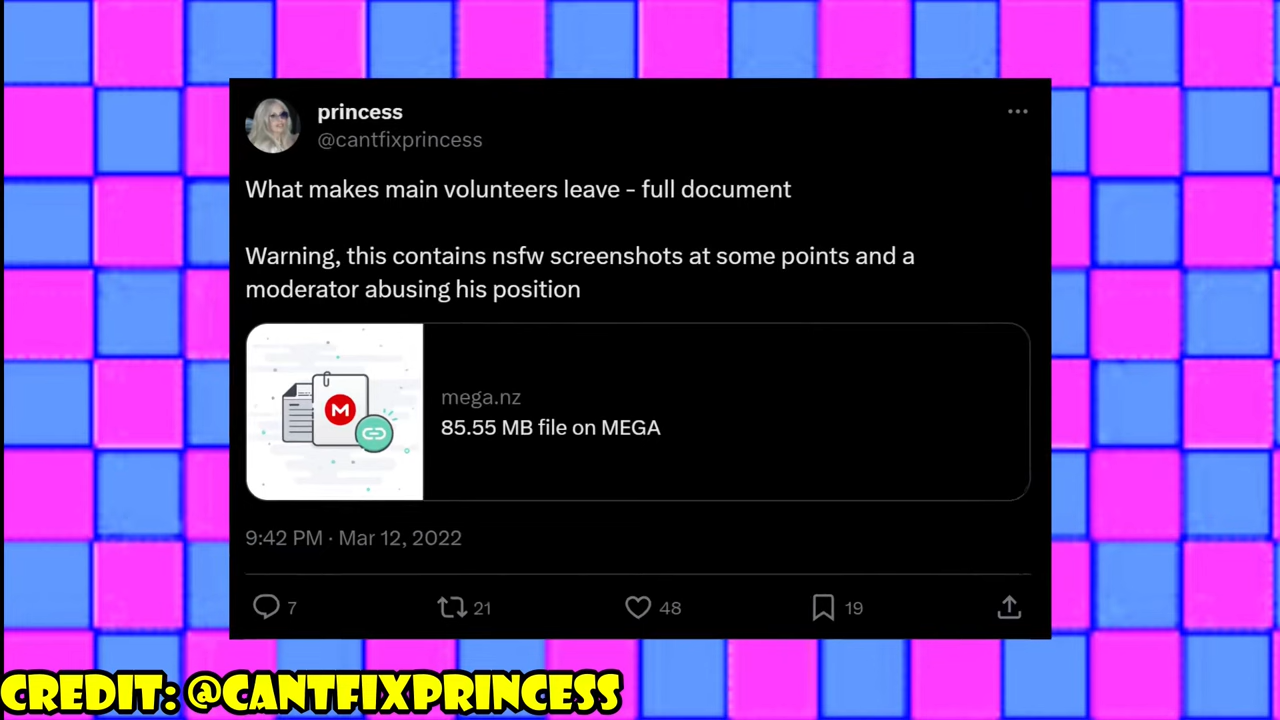 princess
@cantfixprincess
What makes main volunteers leave - full document
Warning, this contains nsfw screenshots at some points and a
moderator abusing his position
mega.nz
85.55 MB file on MEGA
9:42 PM · Mar 12, 2022
7 21 48 19
CREDIT: @CANTFIXPRINCESS